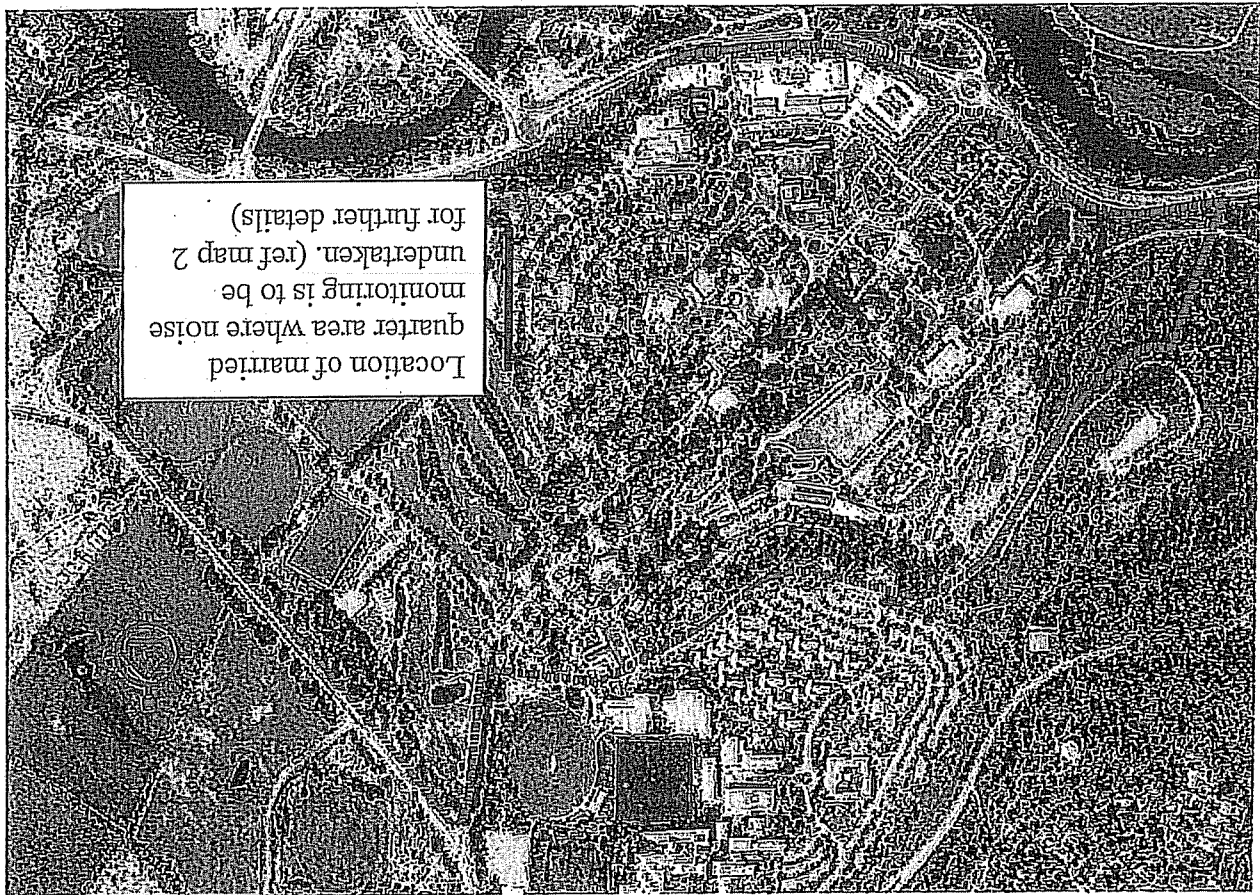 Location of married
quarter area where noise
monitoring is to be
undertaken. (ref map 2
for further details)